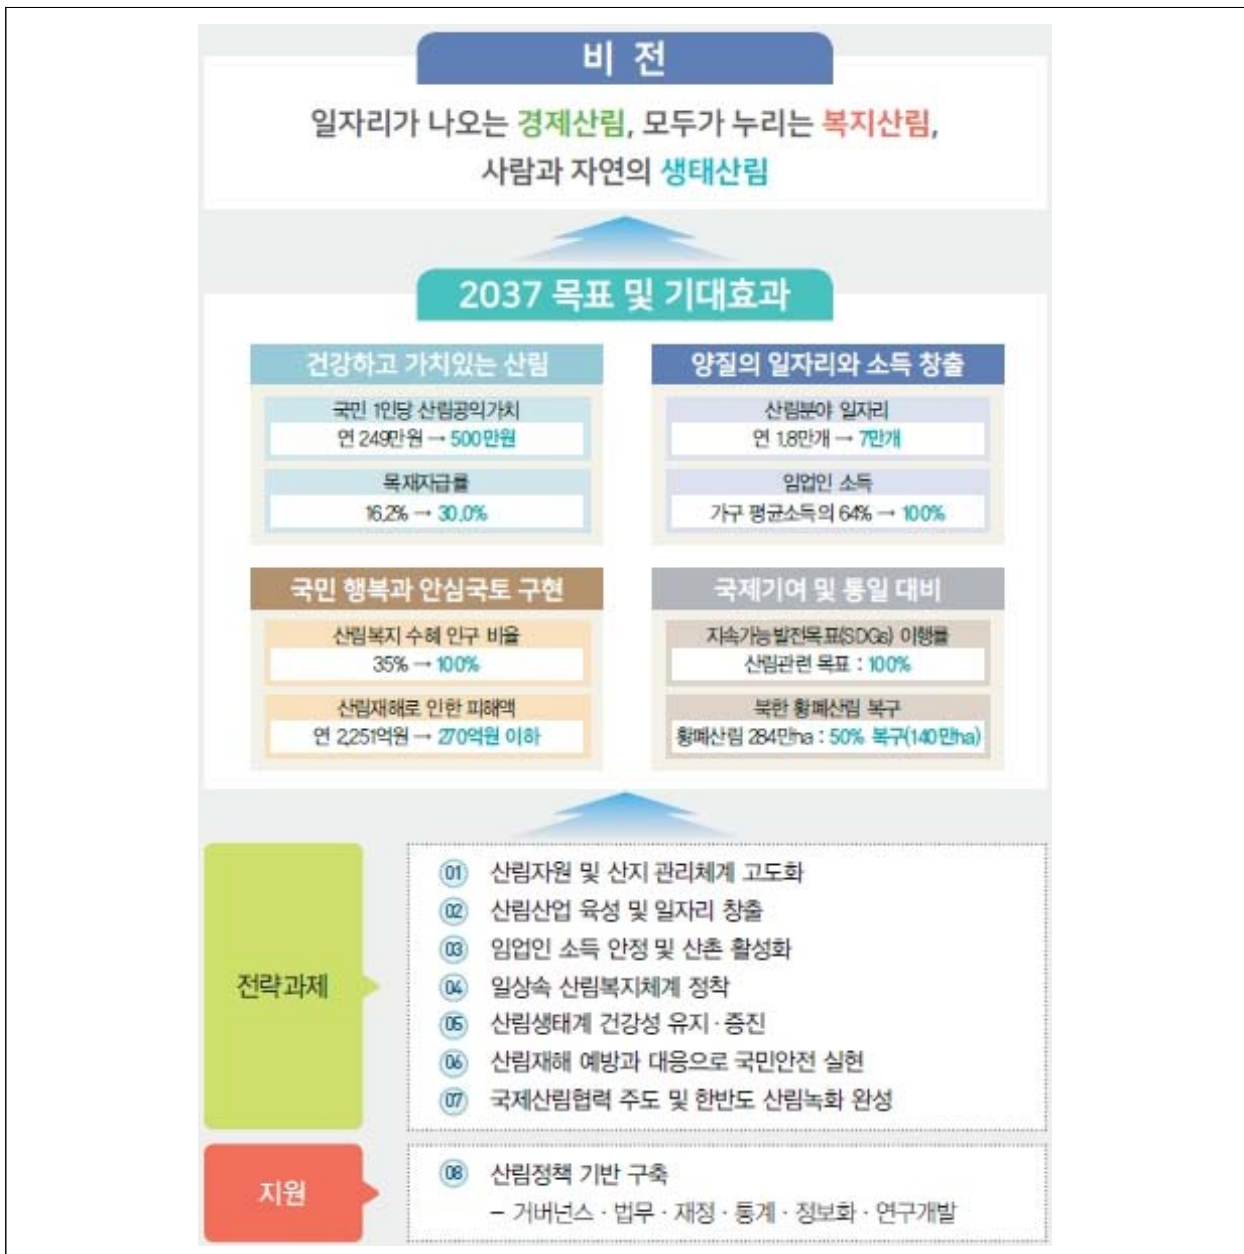 비 전
일자리가 나오는 경제산림, 모두가 누리는 복지산림,
사람과 자연의 생태산림
2037 목표 및 기대효과
건강하고 가치있는 산림
국민 1인당 산림공익가치
연 249만원 → 500만원
목재자급률
16.2% → 30.0%
양질의 일자리와 소득 창출
산림분야 일자리
연 1.8만개 → 7만개
임업인 소득
가구 평균소득의 64% → 100%
국민 행복과 안심국토 구현
산림복지 수혜 인구 비율
35% → 100%
산림재해로 인한 피해액
연 2,251억원 → 270억원 이하
국제기여 및 통일 대비
지속가능발전목표(SDGs) 이행률
산림관련 목표 : 100%
북한 황폐산림 복구
황폐산림 284만ha : 50% 복구(140만ha)
전략과제
01 산림자원 및 산지 관리체계 고도화
02 산림산업 육성 및 일자리 창출
03 임업인 소득 안정 및 산촌 활성화
04 일상속 산림복지체계 정착
05 산림생태계 건강성 유지·증진
06 산림재해 예방과 대응으로 국민안전 실현
07 국제산림협력 주도 및 한반도 산림녹화 완성
지원
08 산림정책 기반 구축
– 거버넌스 · 법무 · 재정 · 통계 · 정보화 · 연구개발